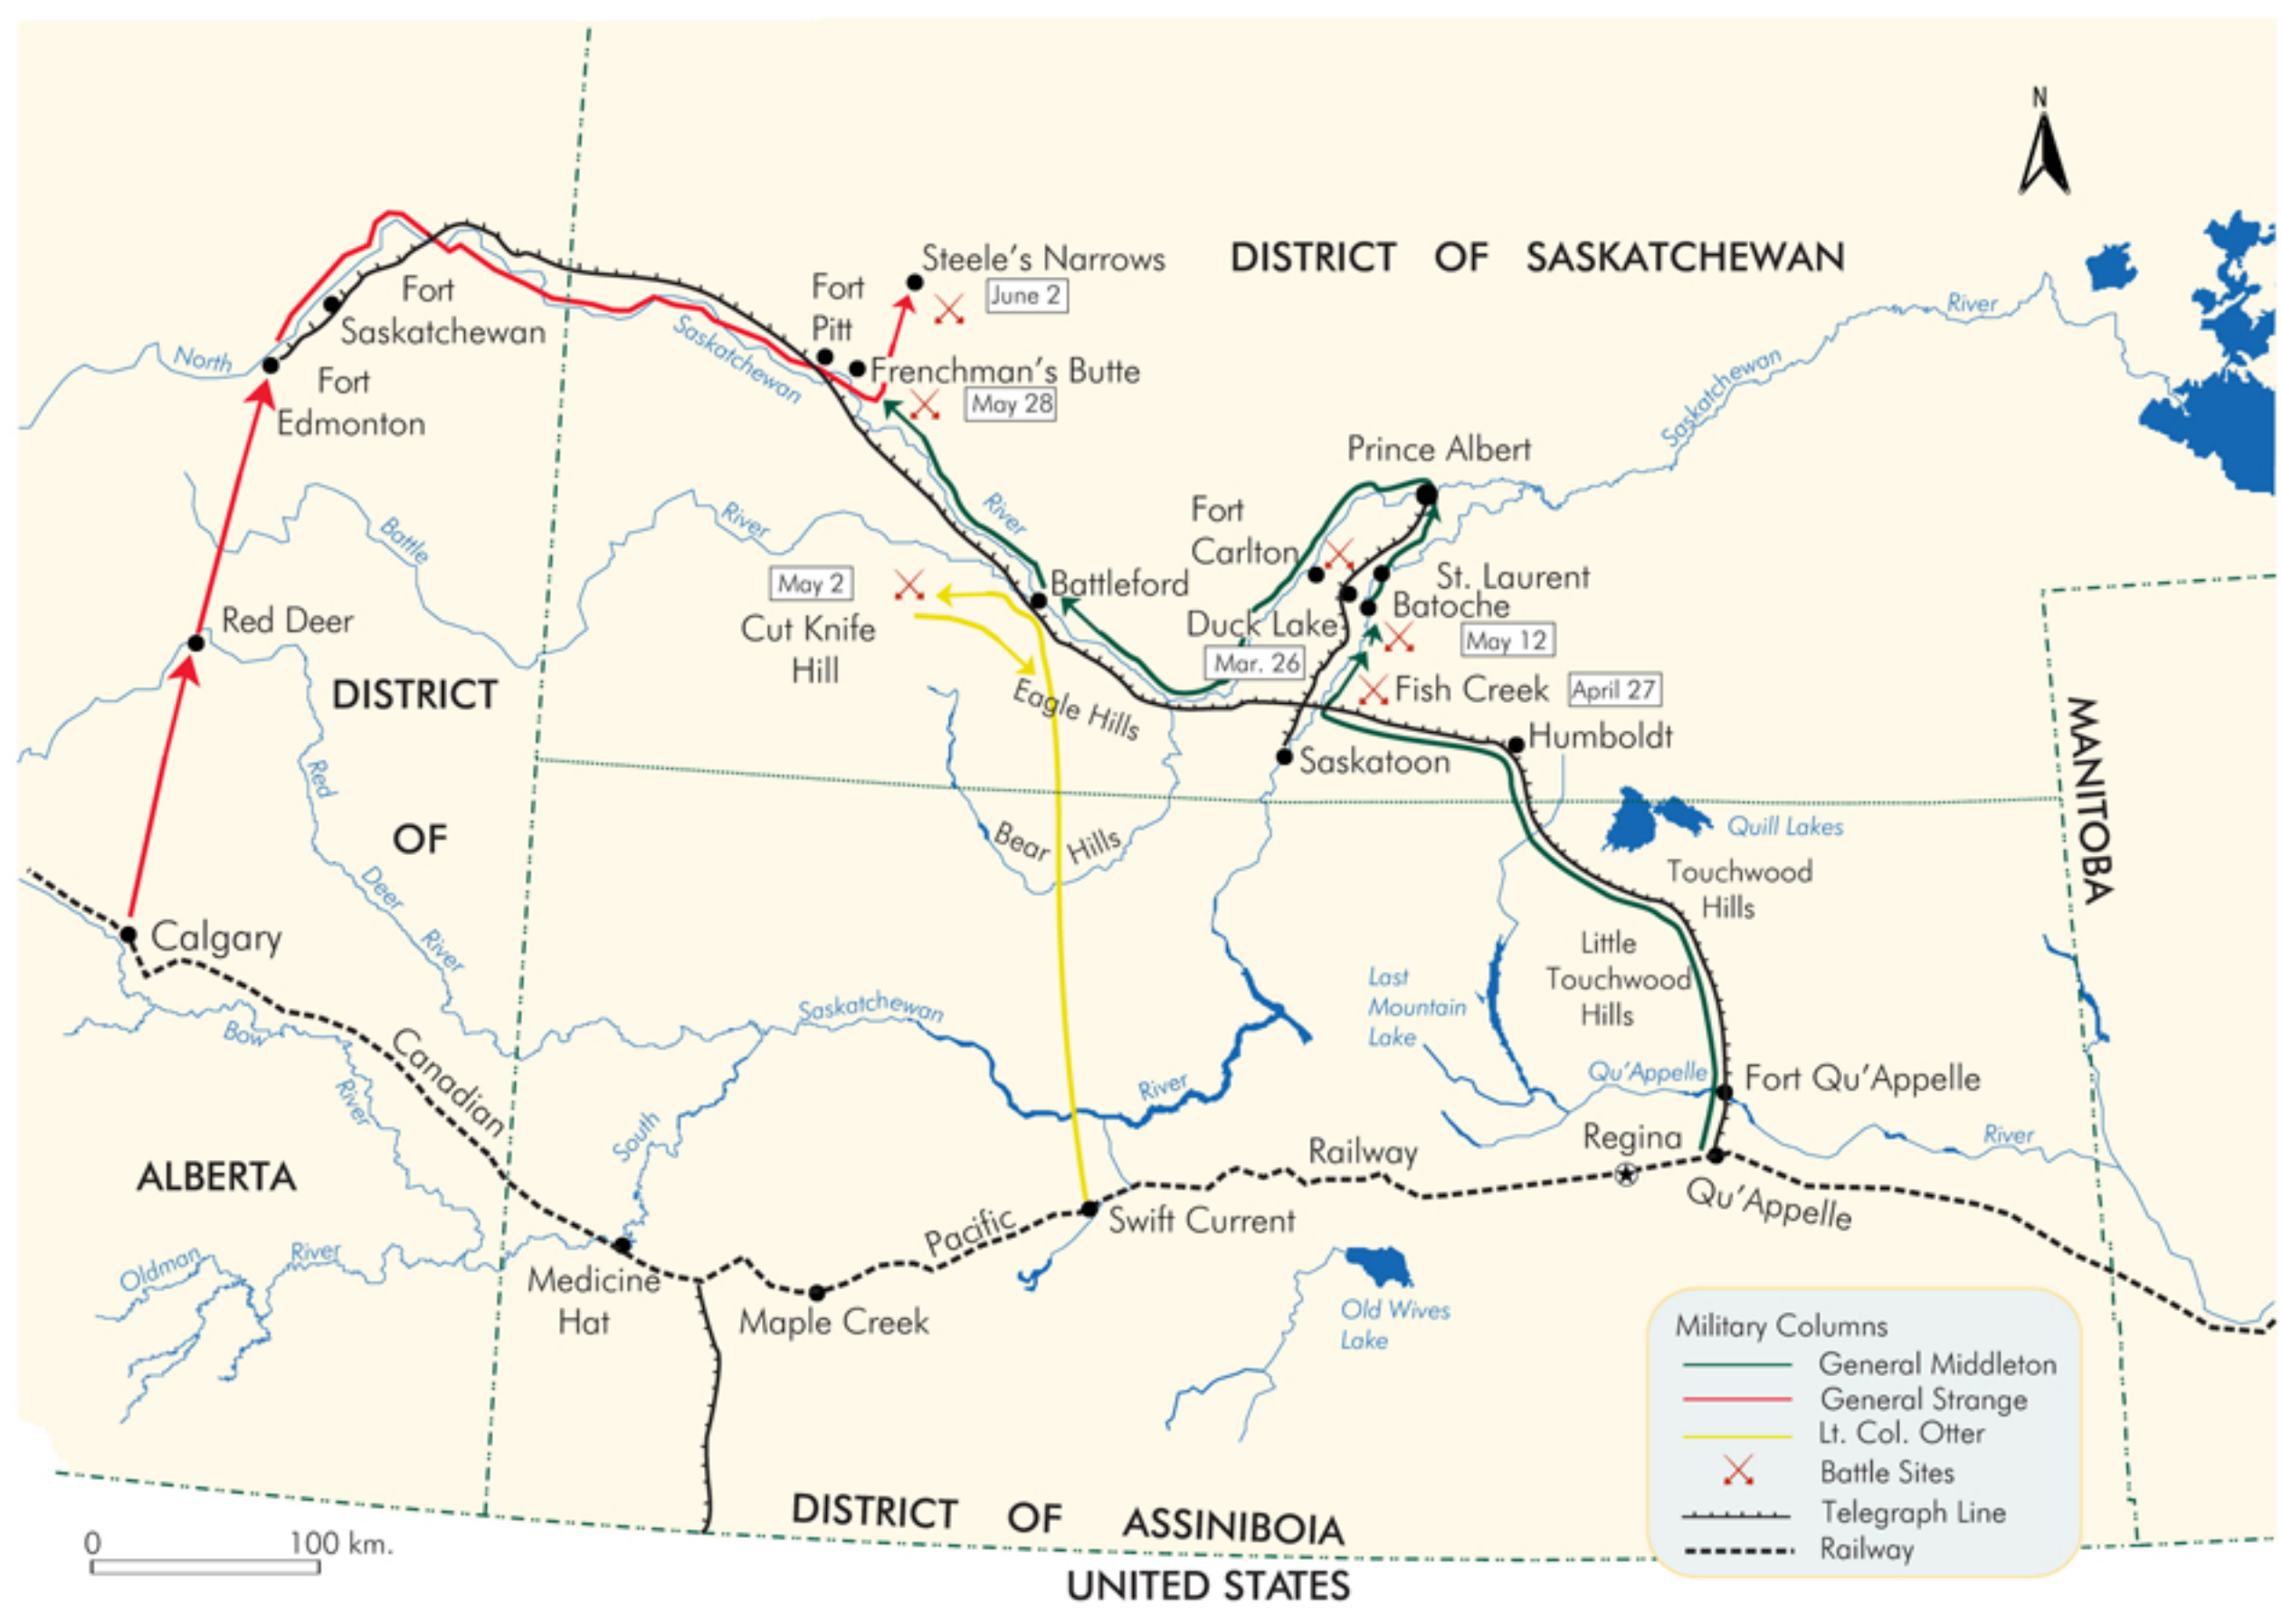 N
DISTRICT OF SASKATCHEWAN
Steele's Narrows
June 2
Fort
Pitt
Frenchman's Butte
May 28
Fort
Saskatchewan
Fort
Edmonton
North
Saskatchewan
River
Saskatchewan
River
Prince Albert
Fort
Carlton
St. Laurent
Batoche
May 12
Duck Lake
Mar. 26
Fish Creek
April 27
Humboldt
Saskatoon
Battle
River
Battleford
May 2
Cut Knife
Hill
Eagle Hills
Bear Hills
Red Deer
DISTRICT
OF
ALBERTA
Red
Deer
River
Calgary
Bow
River
Canadian
Pacific
Railway
Saskatchewan
River
South
Oldman
River
Medicine
Hat
Maple Creek
Swift Current
Old Wives
Lake
Last
Mountain
Lake
Quill Lakes
Touchwood
Hills
Little
Touchwood
Hills
MANITOBA
Qu'Appelle
River
Fort Qu'Appelle
Regina
Qu'Appelle
DISTRICT OF ASSINIBOIA
UNITED STATES
0 100 km.
Military Columns
General Middleton
General Strange
Lt. Col. Otter
Battle Sites
Telegraph Line
Railway